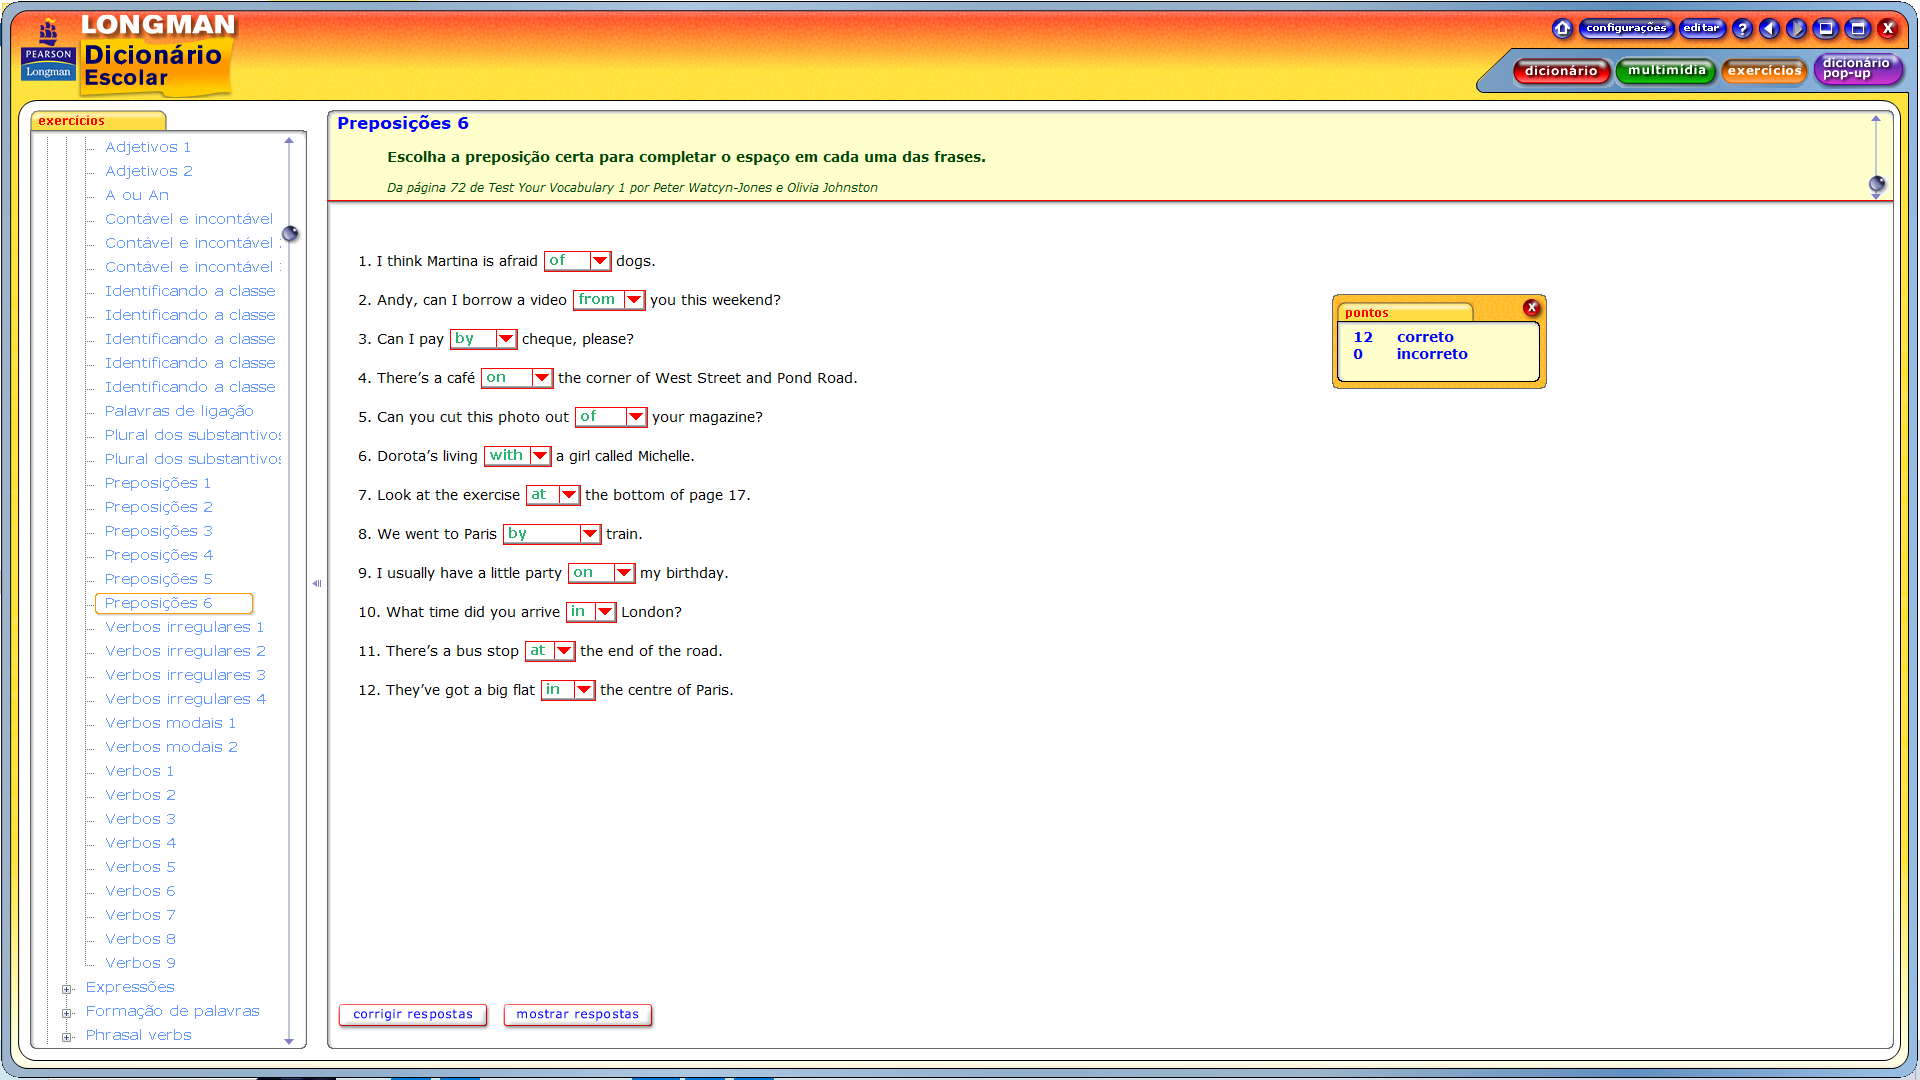 LONGMAN
Dicionário
Escolar
PEARSON
Longman
configurações
editar
?
X
dicionário
multimídia
exercícios
dicionário
pop-up
exercícios
Adjetivos 1
Adjetivos 2
A ou An
Contável e incontável
Contável e incontável
Contável e incontável
Identificando a classe
Identificando a classe
Identificando a classe
Identificando a classe
Identificando a classe
Palavras de ligação
Plural dos substantivos
Plural dos substantivos
Preposições 1
Preposições 2
Preposições 3
Preposições 4
Preposições 5
Preposições 6
Verbos irregulares 1
Verbos irregulares 2
Verbos irregulares 3
Verbos irregulares 4
Verbos modais 1
Verbos modais 2
Verbos 1
Verbos 2
Verbos 3
Verbos 4
Verbos 5
Verbos 6
Verbos 7
Verbos 8
Verbos 9
Expressões
Formação de palavras
Phrasal verbs
Preposições 6
Escolha a preposição certa para completar o espaço em cada uma das frases.
Da página 72 de Test Your Vocabulary 1 por Peter Watcyn-Jones e Olivia Johnston
1. I think Martina is afraid of dogs.
2. Andy, can I borrow a video from you this weekend?
3. Can I pay by cheque, please?
4. There’s a café on the corner of West Street and Pond Road.
5. Can you cut this photo out of your magazine?
6. Dorota’s living with a girl called Michelle.
7. Look at the exercise at the bottom of page 17.
8. We went to Paris by train.
9. I usually have a little party on my birthday.
10. What time did you arrive in London?
11. There’s a bus stop at the end of the road.
12. They’ve got a big flat in the centre of Paris.
pontos
X
12 correto
0 incorreto
corrigir respostas
mostrar respostas